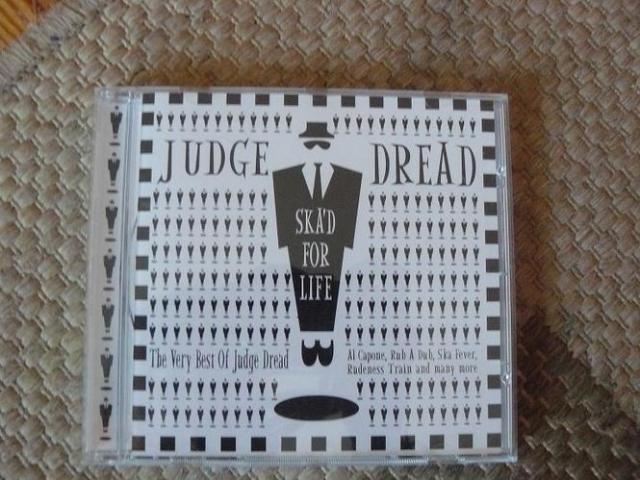 JUDGE DREAD
SKA'D
FOR
LIFE
The Very Best Of Judge Dread
Al Capone, Rub A Dub, Ska Fever,
Rudeness Train and many more